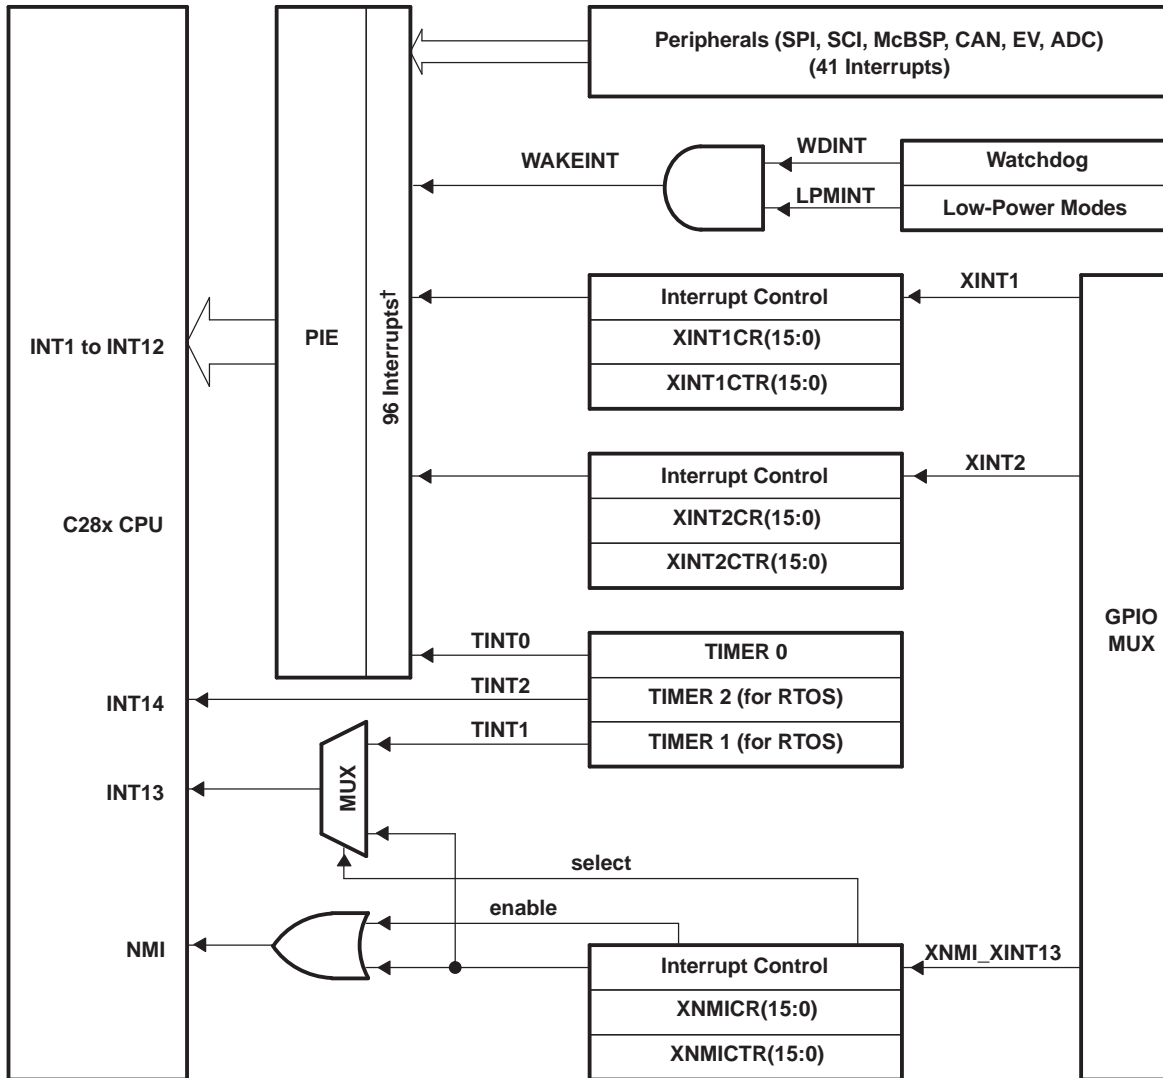 Peripherals (SPI, SCI, McBSP, CAN, EV, ADC)
(41 Interrupts)
WDINT
WAKEINT
Watchdog
LPMINT
Low-Power Modes
96 Interrupts†
XINT1
Interrupt Control
PIE
INT1 to INT12
XINT1CR(15:0)
XINT1CTR(15:0)
XINT2
Interrupt Control
C28x CPU
XINT2CR(15:0)
XINT2CTR(15:0)
GPIO
MUX
TINT0
TIMER 0
TINT2
INT14
TIMER 2 (for RTOS)
TINT1
TIMER 1 (for RTOS)
MUX
INT13
select
enable
NMI
XNMI_XINT13
Interrupt Control
XNMICR(15:0)
XNMICTR(15:0)